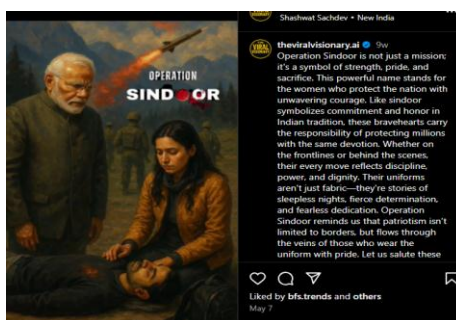 Shashwat Sachdev • New India
OPERATION
SINDOOR
THE
VIRAL
VISIONARY
theviralvisionary.ai 9w
Operation Sindoor is not just a mission;
it's a symbol of strength, pride, and
sacrifice. This powerful name stands for
the women who protect the nation with
unwavering courage. Like sindoor
symbolizes commitment and honor in
Indian tradition, these bravehearts carry
the responsibility of protecting millions
with the same devotion. Whether on
the frontlines or behind the scenes,
their every move reflects discipline,
power, and dignity. Their uniforms
aren't just fabric—they're stories of
sleepless nights, fierce determination,
and fearless dedication. Operation
Sindoor reminds us that patriotism isn't
limited to borders, but flows through
the veins of those who wear the
uniform with pride. Let us salute these
Liked by bfs.trends and others
May 7